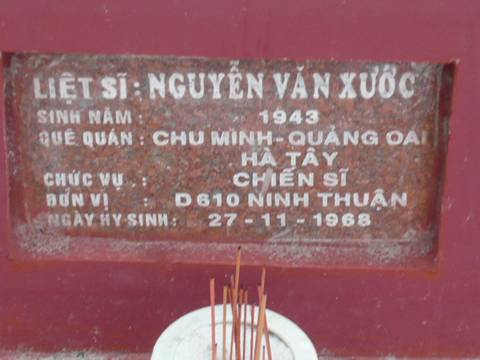 LIỆT SĨ : NGUYỄN VĂN XƯỚC
SINH NĂM : 1943
QUÊ QUÁN : CHU MINH - QUẢNG OAI
HÀ TÂY
CHỨC VỤ : CHIẾN SĨ
ĐƠN VỊ : D610 NINH THUẬN
NGÀY HY SINH : 27 - 11 - 1968